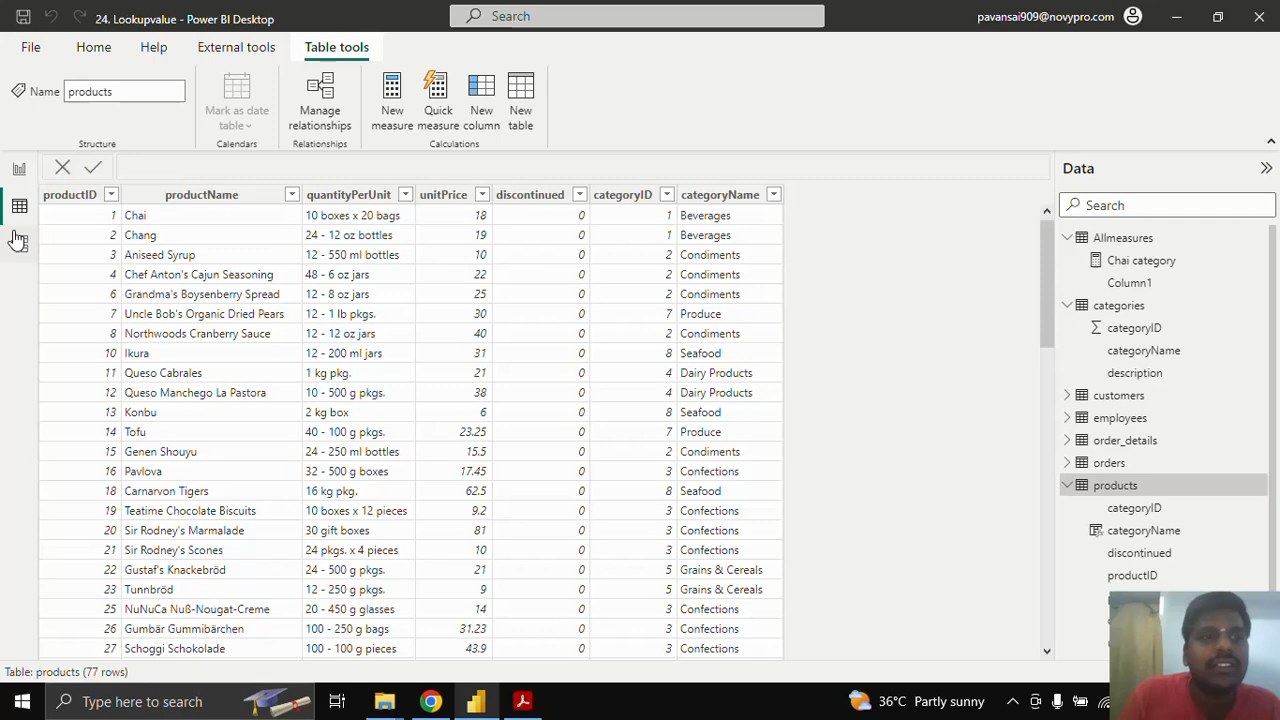 24. Lookupvalue - Power BI Desktop
Search
pavansai909@novypro.com
File Home Help External tools Table tools
Name products
Mark as date table
Manage relationships
New measure
Quick measure
New column
New table
Structure Calendars Relationships Calculations
productID productName quantityPerUnit unitPrice discontinued categoryID categoryName
1 Chai 10 boxes x 20 bags 18 0 1 Beverages
2 Chang 24 - 12 oz bottles 19 0 1 Beverages
3 Aniseed Syrup 12 - 550 ml bottles 10 0 2 Condiments
4 Chef Anton's Cajun Seasoning 48 - 6 oz jars 22 0 2 Condiments
6 Grandma's Boysenberry Spread 12 - 8 oz jars 25 0 2 Condiments
7 Uncle Bob's Organic Dried Pears 12 - 1 lb pkgs. 30 0 7 Produce
8 Northwoods Cranberry Sauce 12 - 12 oz jars 40 0 2 Condiments
10 Ikura 12 - 200 ml jars 31 0 8 Seafood
11 Queso Cabrales 1 kg pkg. 21 0 4 Dairy Products
12 Queso Manchego La Pastora 10 - 500 g pkgs. 38 0 4 Dairy Products
13 Konbu 2 kg box 6 0 8 Seafood
14 Tofu 40 - 100 g pkgs. 23.25 0 7 Produce
15 Genen Shouyu 24 - 250 ml bottles 15.5 0 2 Condiments
16 Pavlova 32 - 500 g boxes 17.45 0 3 Confections
18 Carnarvon Tigers 16 kg pkg. 62.5 0 8 Seafood
19 Teatime Chocolate Biscuits 10 boxes x 12 pieces 9.2 0 3 Confections
20 Sir Rodney's Marmalade 30 gift boxes 81 0 3 Confections
21 Sir Rodney's Scones 24 pkgs. x 4 pieces 10 0 3 Confections
22 Gustaf's Knackebröd 24 - 500 g pkgs. 21 0 5 Grains & Cereals
23 Tunnbröd 12 - 250 g pkgs. 9 0 5 Grains & Cereals
25 NuNuCa Nuß-Nougat-Creme 20 - 450 g glasses 14 0 3 Confections
26 Gumbär Gummibärchen 100 - 250 g bags 31.23 0 3 Confections
27 Schoggi Schokolade 100 - 100 g pieces 43.9 0 3 Confections
Table: products (77 rows)
Data
Search
Allmeasures
Chai category
Column1
categories
categoryID
categoryName
description
customers
employees
order_details
orders
products
categoryID
categoryName
discontinued
productID
Type here to search
36°C Partly sunny